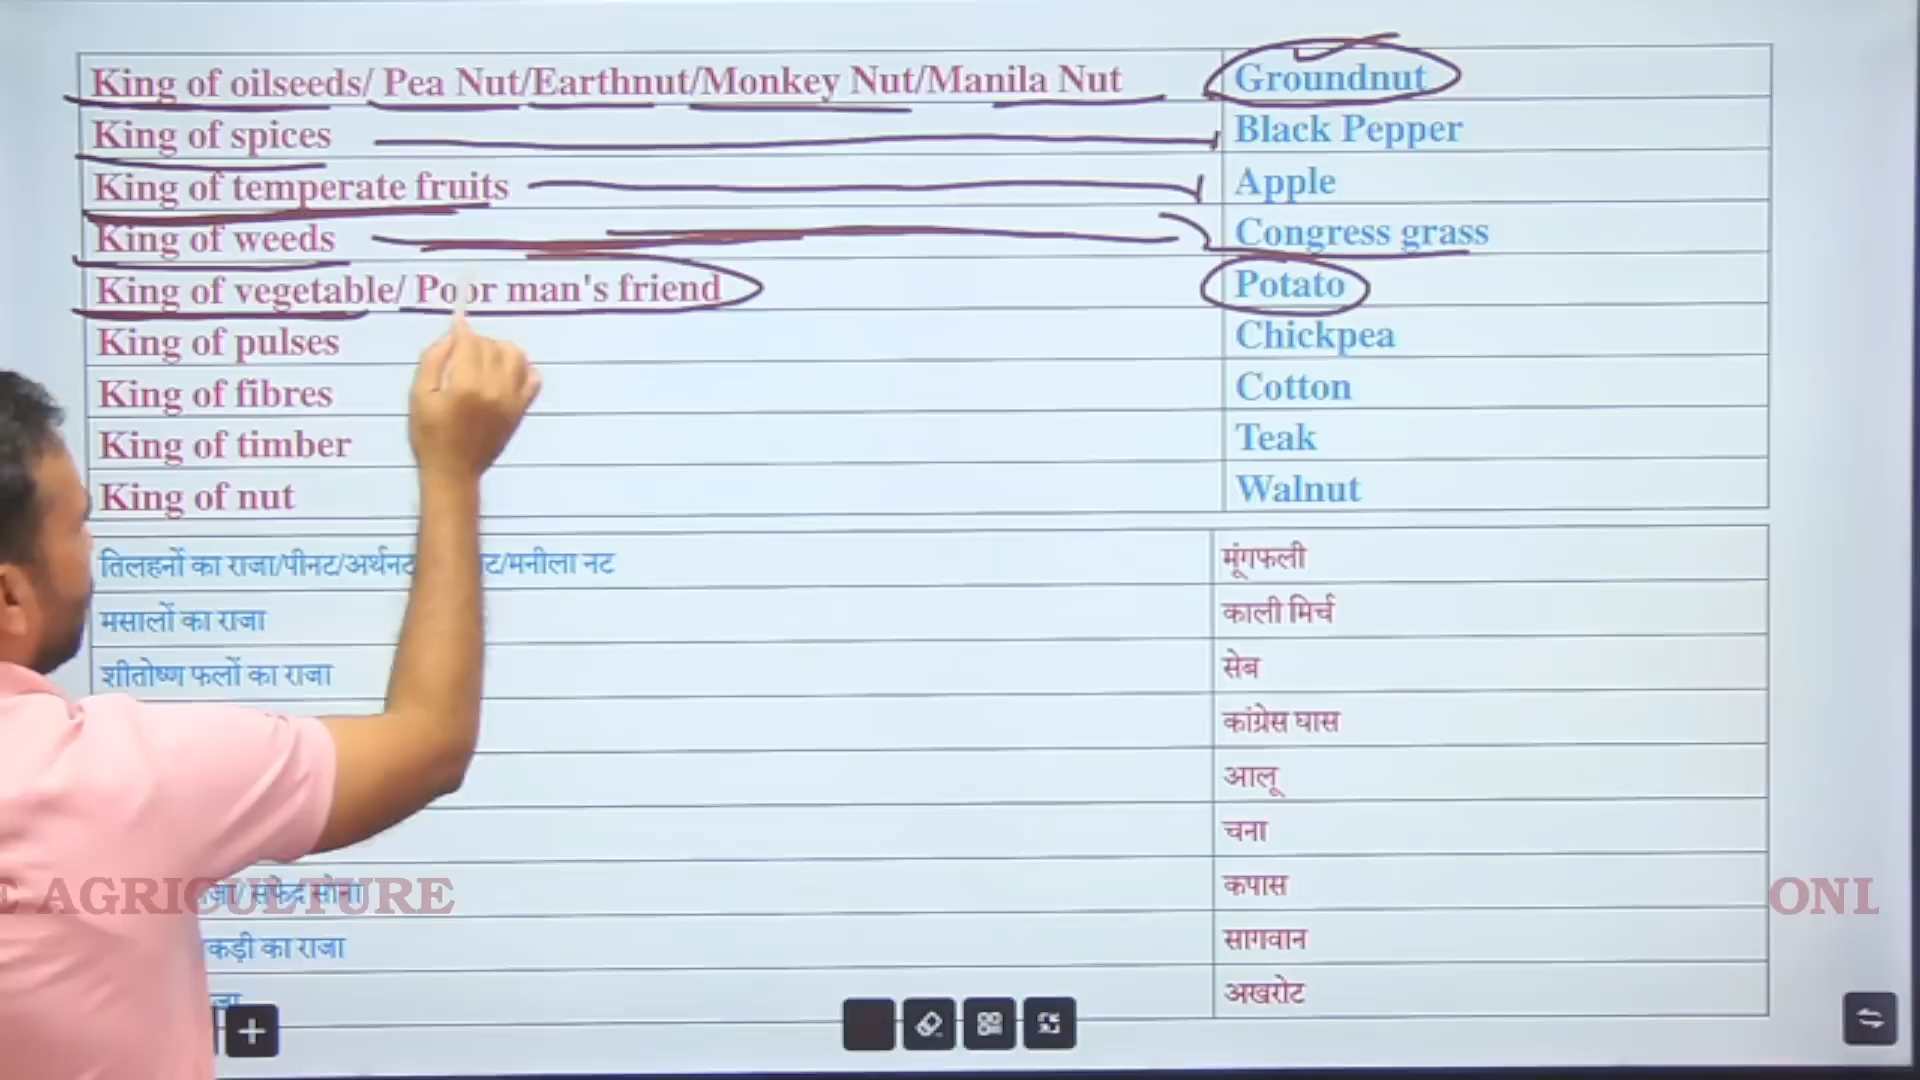 King of oilseeds/ Pea Nut/Earthnut/Monkey Nut/Manila Nut Groundnut
King of spices Black Pepper
King of temperate fruits Apple
King of weeds Congress grass
King of vegetable/ Poor man's friend Potato
King of pulses Chickpea
King of fibres Cotton
King of timber Teak
King of nut Walnut
तिलहनों का राजा/पीनट/अर्थनट /मनीला नट मूंगफली
मसालों का राजा काली मिर्च
शीतोष्ण फलों का राजा सेब
कांग्रेस घास
आलू
चना
सफेद सोना कपास
का राजा सागवान
अखरोट
AGRICULTURE
ONL